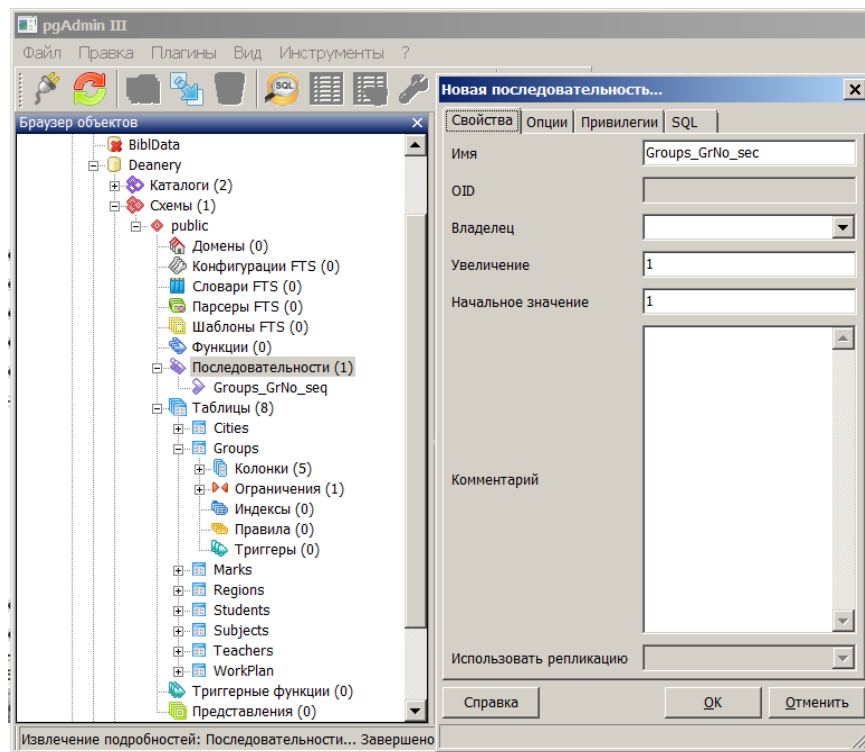 pgAdmin III
Файл Правка Плагины Вид Инструменты ?
SQL
Браузер объектов
BiblData
Deanery
Каталоги (2)
Схемы (1)
public
Домены (0)
Конфигурации FTS (0)
Словари FTS (0)
Парсеры FTS (0)
Шаблоны FTS (0)
Функции (0)
Последовательности (1)
Groups_GrNo_seq
Таблицы (8)
Cities
Groups
Колонки (5)
Ограничения (1)
Индексы (0)
Правила (0)
Триггеры (0)
Marks
Regions
Students
Subjects
Teachers
WorkPlan
Триггерные функции (0)
Представления (0)
Извлечение подробностей: Последовательности... Завершено
Новая последовательность...
Свойства Опции Привилегии SQL
Имя Groups_GrNo_sec
OID
Владелец
Увеличение 1
Начальное значение 1
Комментарий
Использовать репликацию
Справка OK Отменить